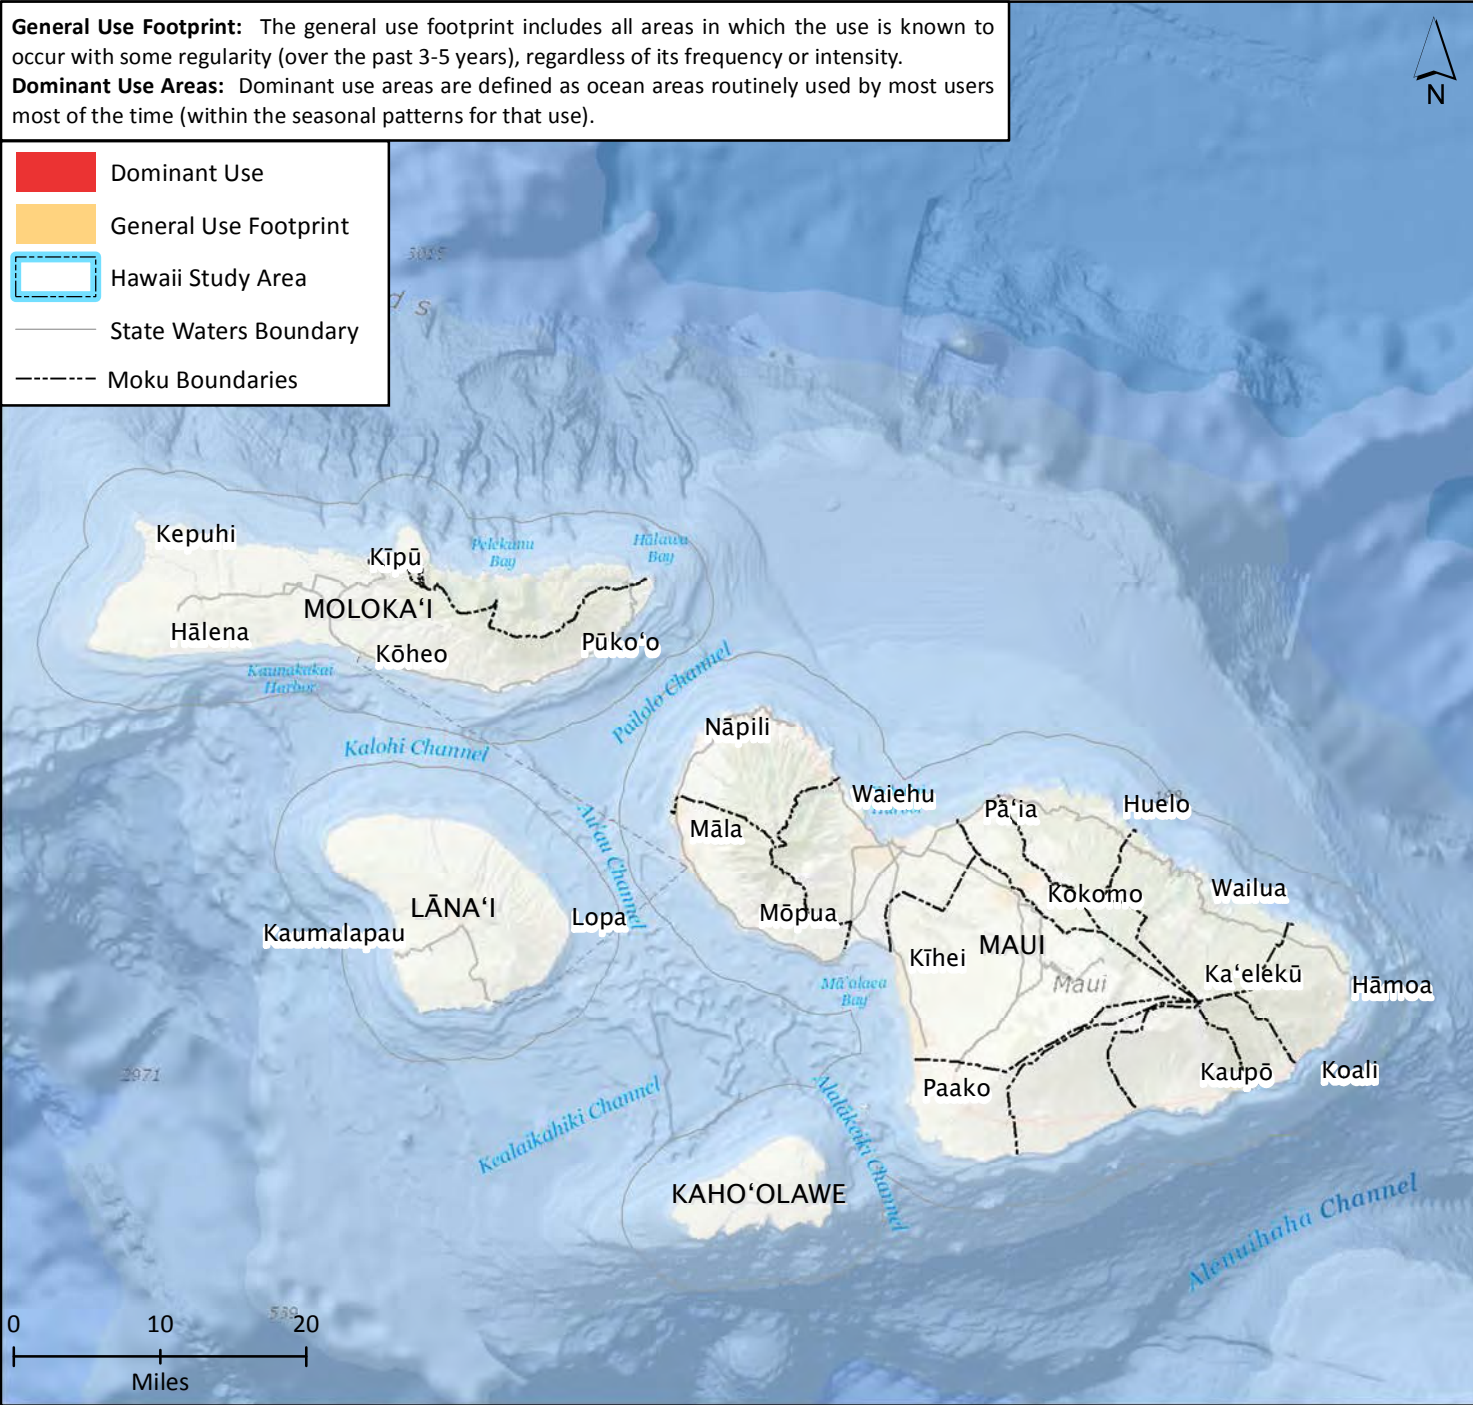 General Use Footprint: The general use footprint includes all areas in which the use is known to
occur with some regularity (over the past 3-5 years), regardless of its frequency or intensity.
Dominant Use Areas: Dominant use areas are defined as ocean areas routinely used by most users
most of the time (within the seasonal patterns for that use).
N
Dominant Use
General Use Footprint
Hawaii Study Area
State Waters Boundary
Moku Boundaries
3015
d s
Kepuhi
Kīpū
Pelekunu
Bay
Hālawa
Bay
MOLOKAʻI
Hālena
Kōheo
Pūkoʻo
Kaunakakai
Harbor
Pailolo Channel
Kalohi Channel
Nāpili
Waiehu
Pāʻia
Huelo
Māla
Auʻau Channel
Kōkomo
Wailua
LĀNAʻI
Lopa
Mōpua
Kaumalapau
Kīhei
MAUI
Maui
Kaʻelekū
Hāmoa
Māʻalaea
Bay
2971
Paako
Kaupō
Koali
Kealaikahiki Channel
Alalākeiki Channel
KAHOʻOLAWE
Alenuihaha Channel
539
0 10 20
Miles